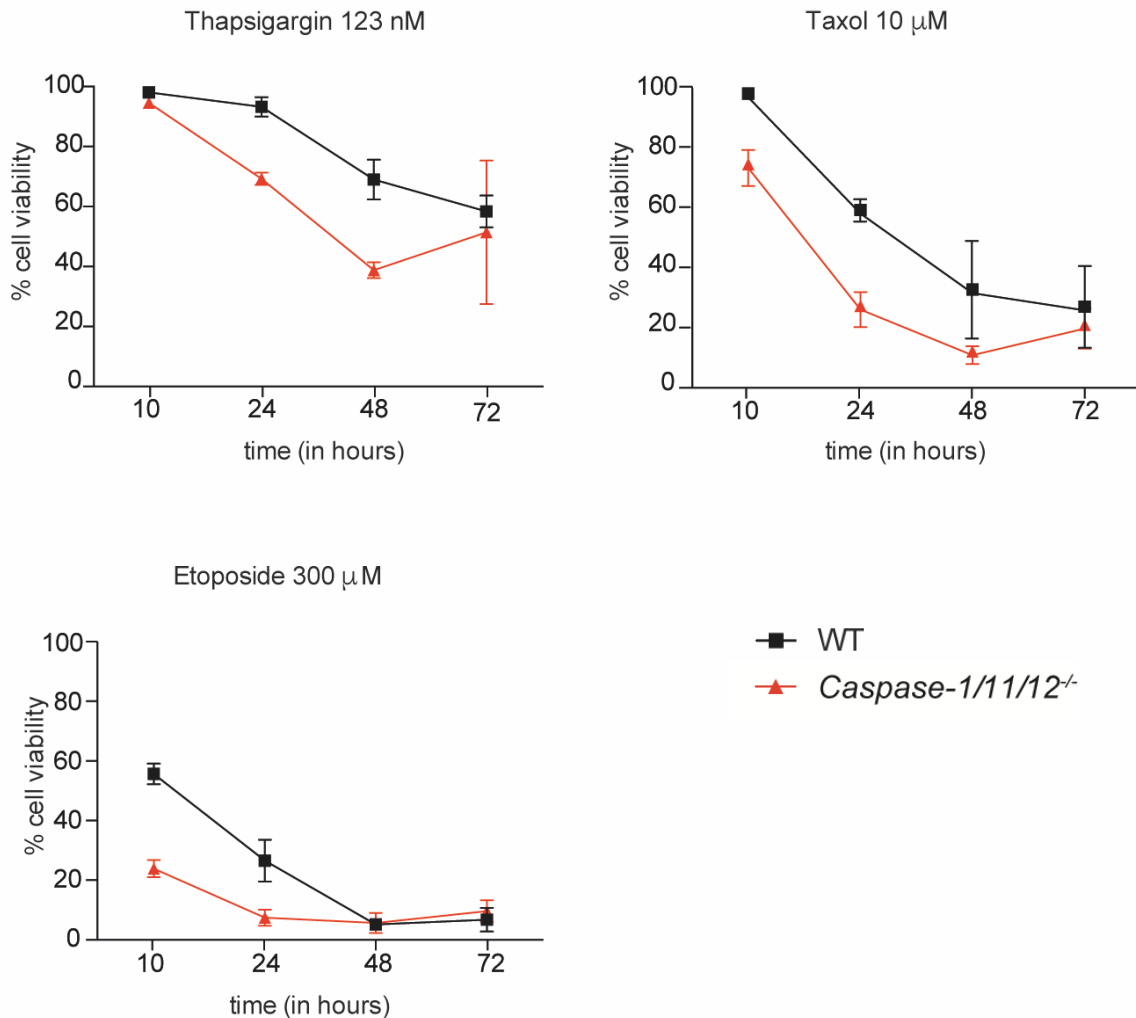 Thapsigargin 123 nM
% cell viability
100
80
60
40
20
0
10 24 48 72
time (in hours)
Taxol 10 µM
% cell viability
100
80
60
40
20
0
10 24 48 72
time (in hours)
Etoposide 300 µM
% cell viability
100
80
60
40
20
0
10 24 48 72
time (in hours)
WT
Caspase-1/11/12-/-